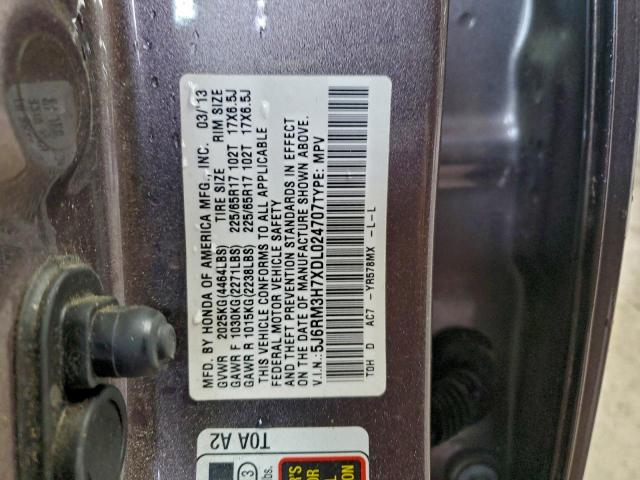 MFD. BY HONDA OF AMERICA MFG., INC. 03/13
TIRE SIZE RIM SIZE
GVWR 2025KG(4464LBS)
GAWR F 1030KG(2271LBS) 225/65R17 102T 17X6.5J
GAWR R 1015KG(2238LBS) 225/65R17 102T 17X6.5J
THIS VEHICLE CONFORMS TO ALL APPLICABLE
FEDERAL MOTOR VEHICLE SAFETY
AND THEFT PREVENTION STANDARDS IN EFFECT
ON THE DATE OF MANUFACTURE SHOWN ABOVE.
V.I.N.:5J6RM3H7XDL024707 TYPE: MPV
TOH D AC7 -YR578MX -L-L
T0A A2